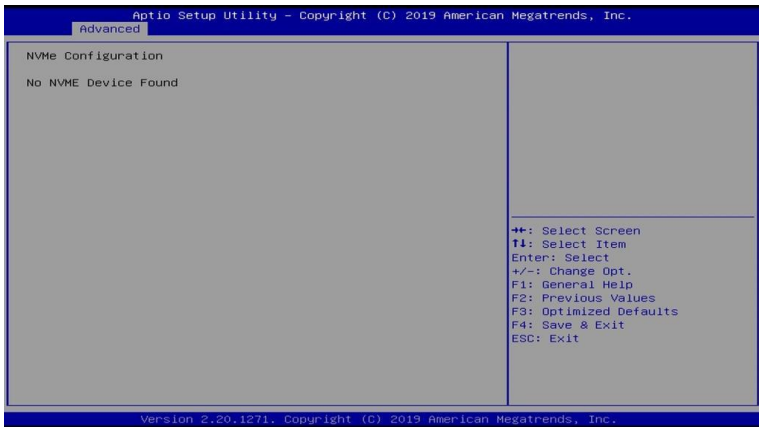 Aptio Setup Utility – Copyright (C) 2019 American Megatrends, Inc.
Advanced
NVMe Configuration
No NVME Device Found
→←: Select Screen
↑↓: Select Item
Enter: Select
+/-: Change Opt.
F1: General Help
F2: Previous Values
F3: Optimized Defaults
F4: Save & Exit
ESC: Exit
Version 2.20.1271. Copyright (C) 2019 American Megatrends, Inc.